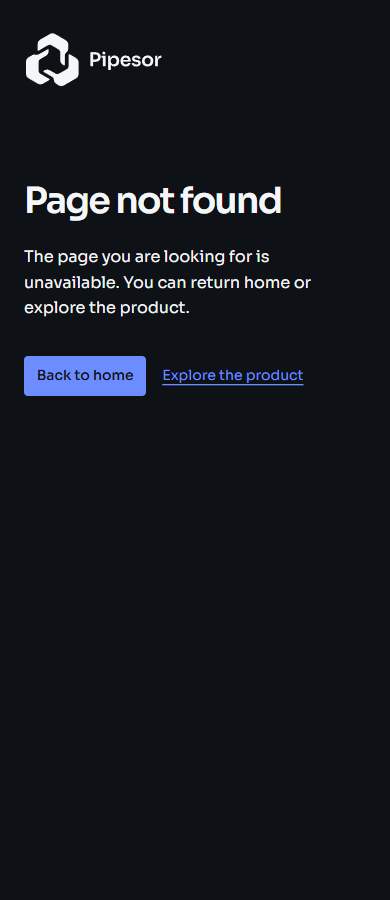 Pipesor
Page not found
The page you are looking for is
unavailable. You can return home or
explore the product.
Back to home
Explore the product